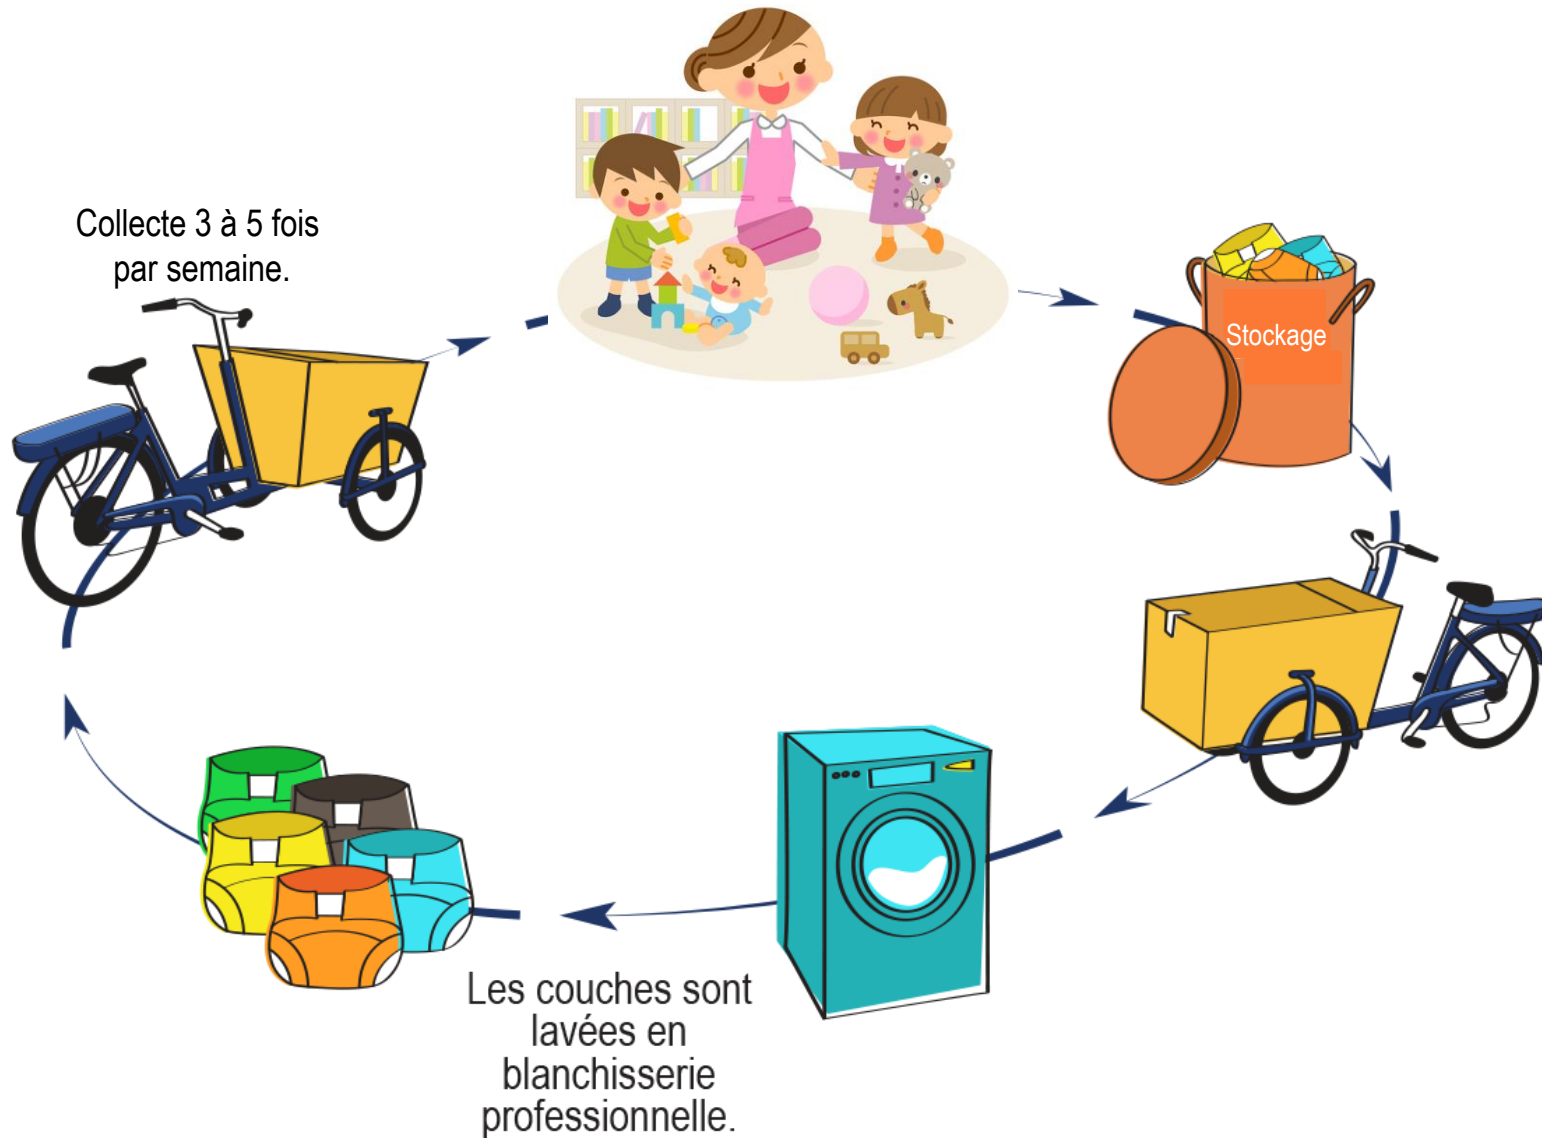 Collecte 3 à 5 fois
par semaine.
Stockage
Les couches sont
lavées en
blanchisserie
professionnelle.